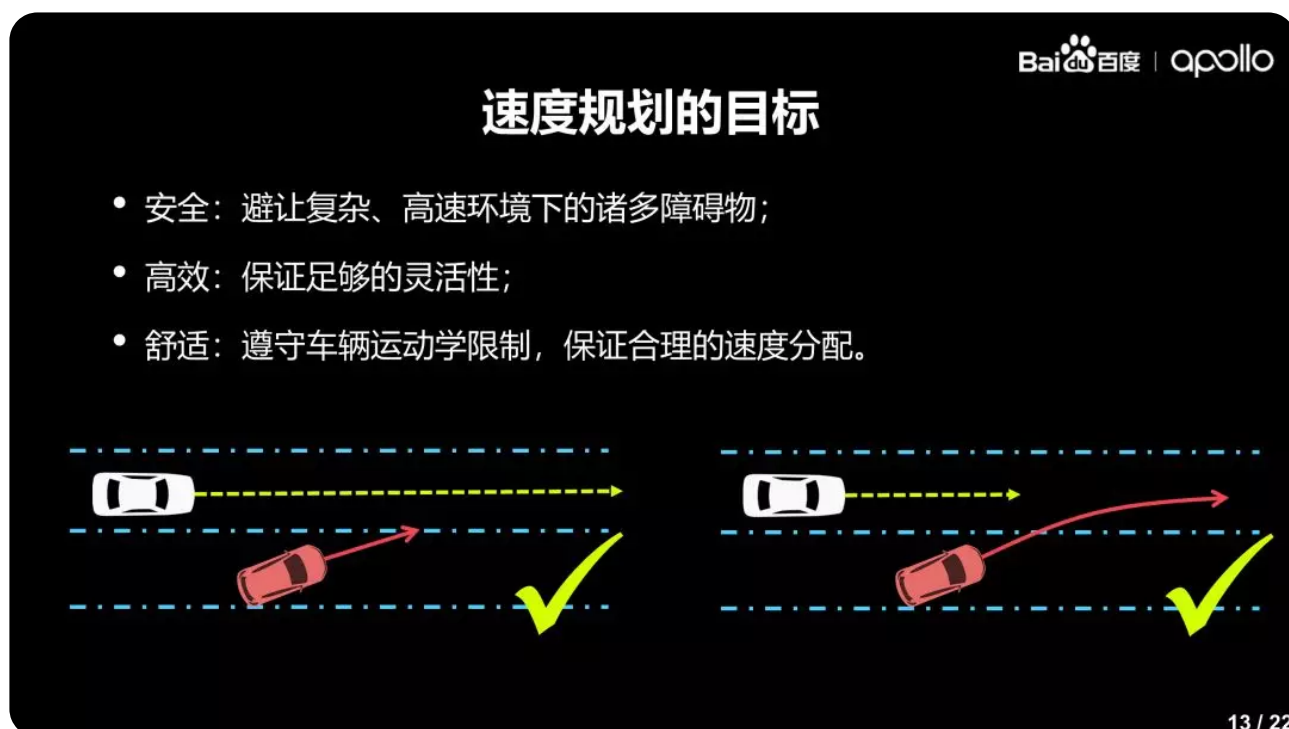 Bai du 百度 | apollo
速度规划的目标
• 安全：避让复杂、高速环境下的诸多障碍物；
• 高效：保证足够的灵活性；
• 舒适：遵守车辆运动学限制，保证合理的速度分配。
13 / 22